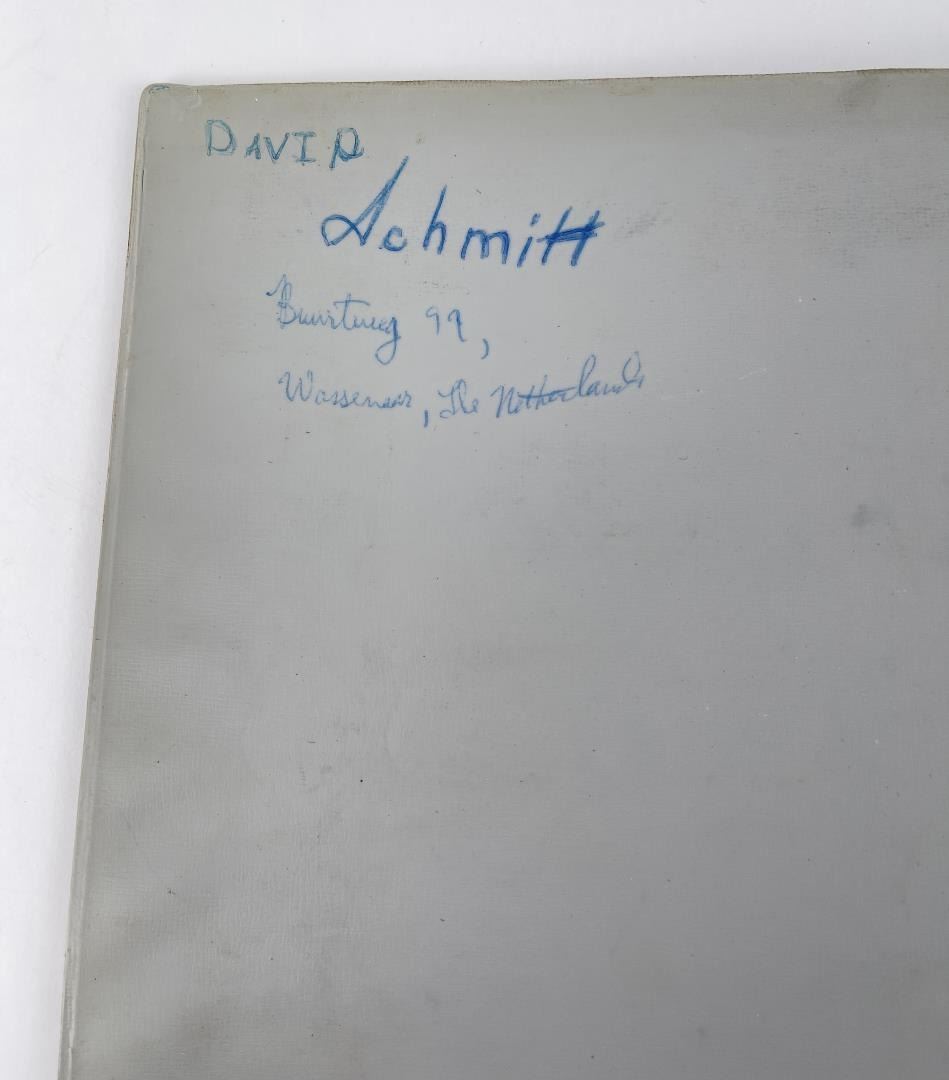 DAVID
Schmitt
Buurtweg 99,
Wassenaar, The Netherlands